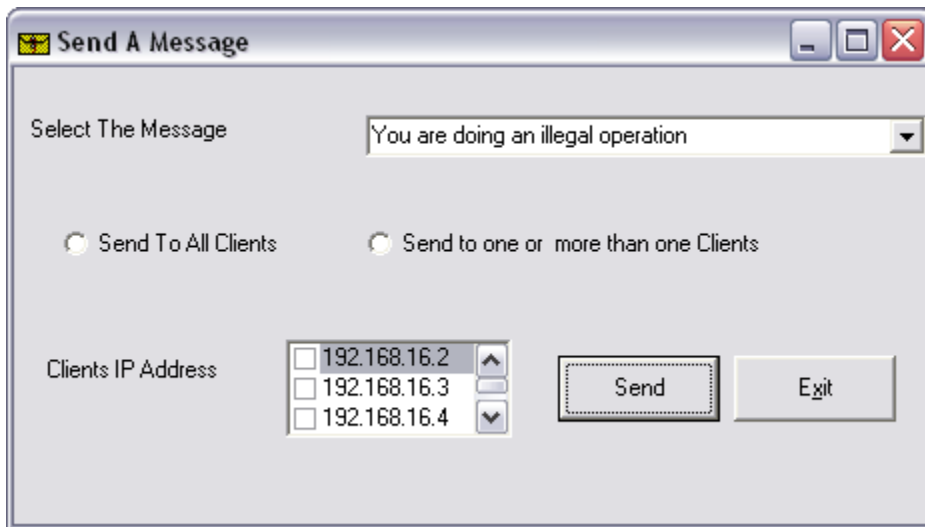 Send A Message
Select The Message
You are doing an illegal operation
Send To All Clients
Send to one or more than one Clients
Clients IP Address
192.168.16.2
192.168.16.3
192.168.16.4
Send
Exit